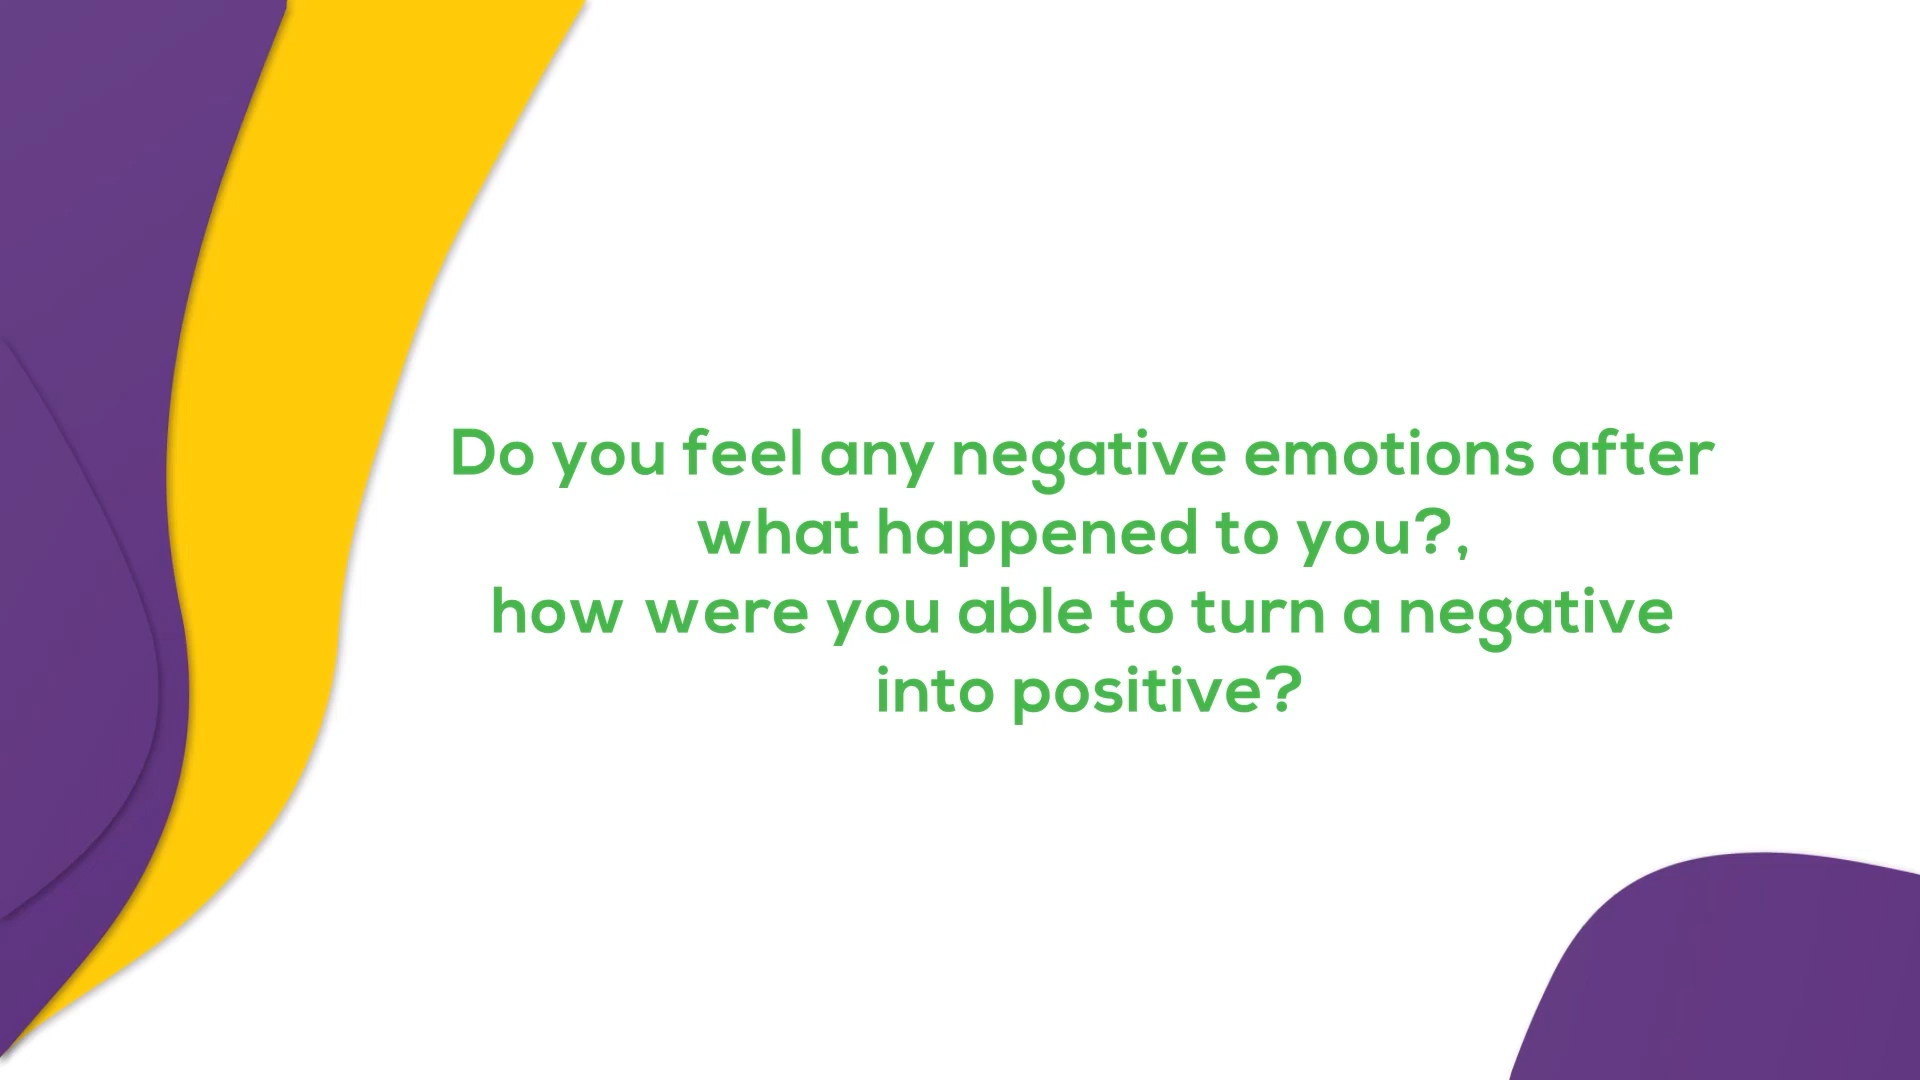 Do you feel any negative emotions after
what happened to you?,
how were you able to turn a negative
into positive?